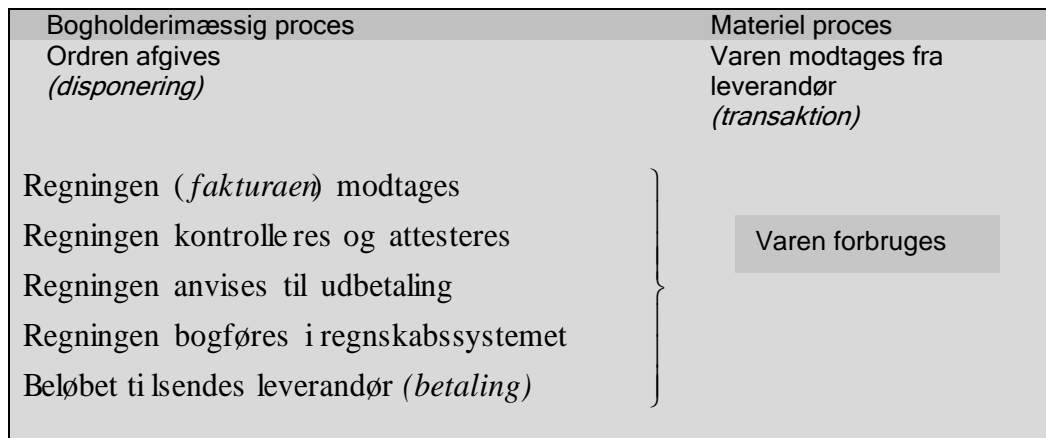 Bogholderimæssig proces Materiel proces
Ordren afgives Varen modtages fra
(disponering) leverandør
(transaktion)
Regningen (fakturaen) modtages
Regningen kontrolleres og attesteres
Varen forbruges
Regningen anvises til udbetaling
Regningen bogføres i regnskabssystemet
Beløbet tilsendes leverandør (betaling)